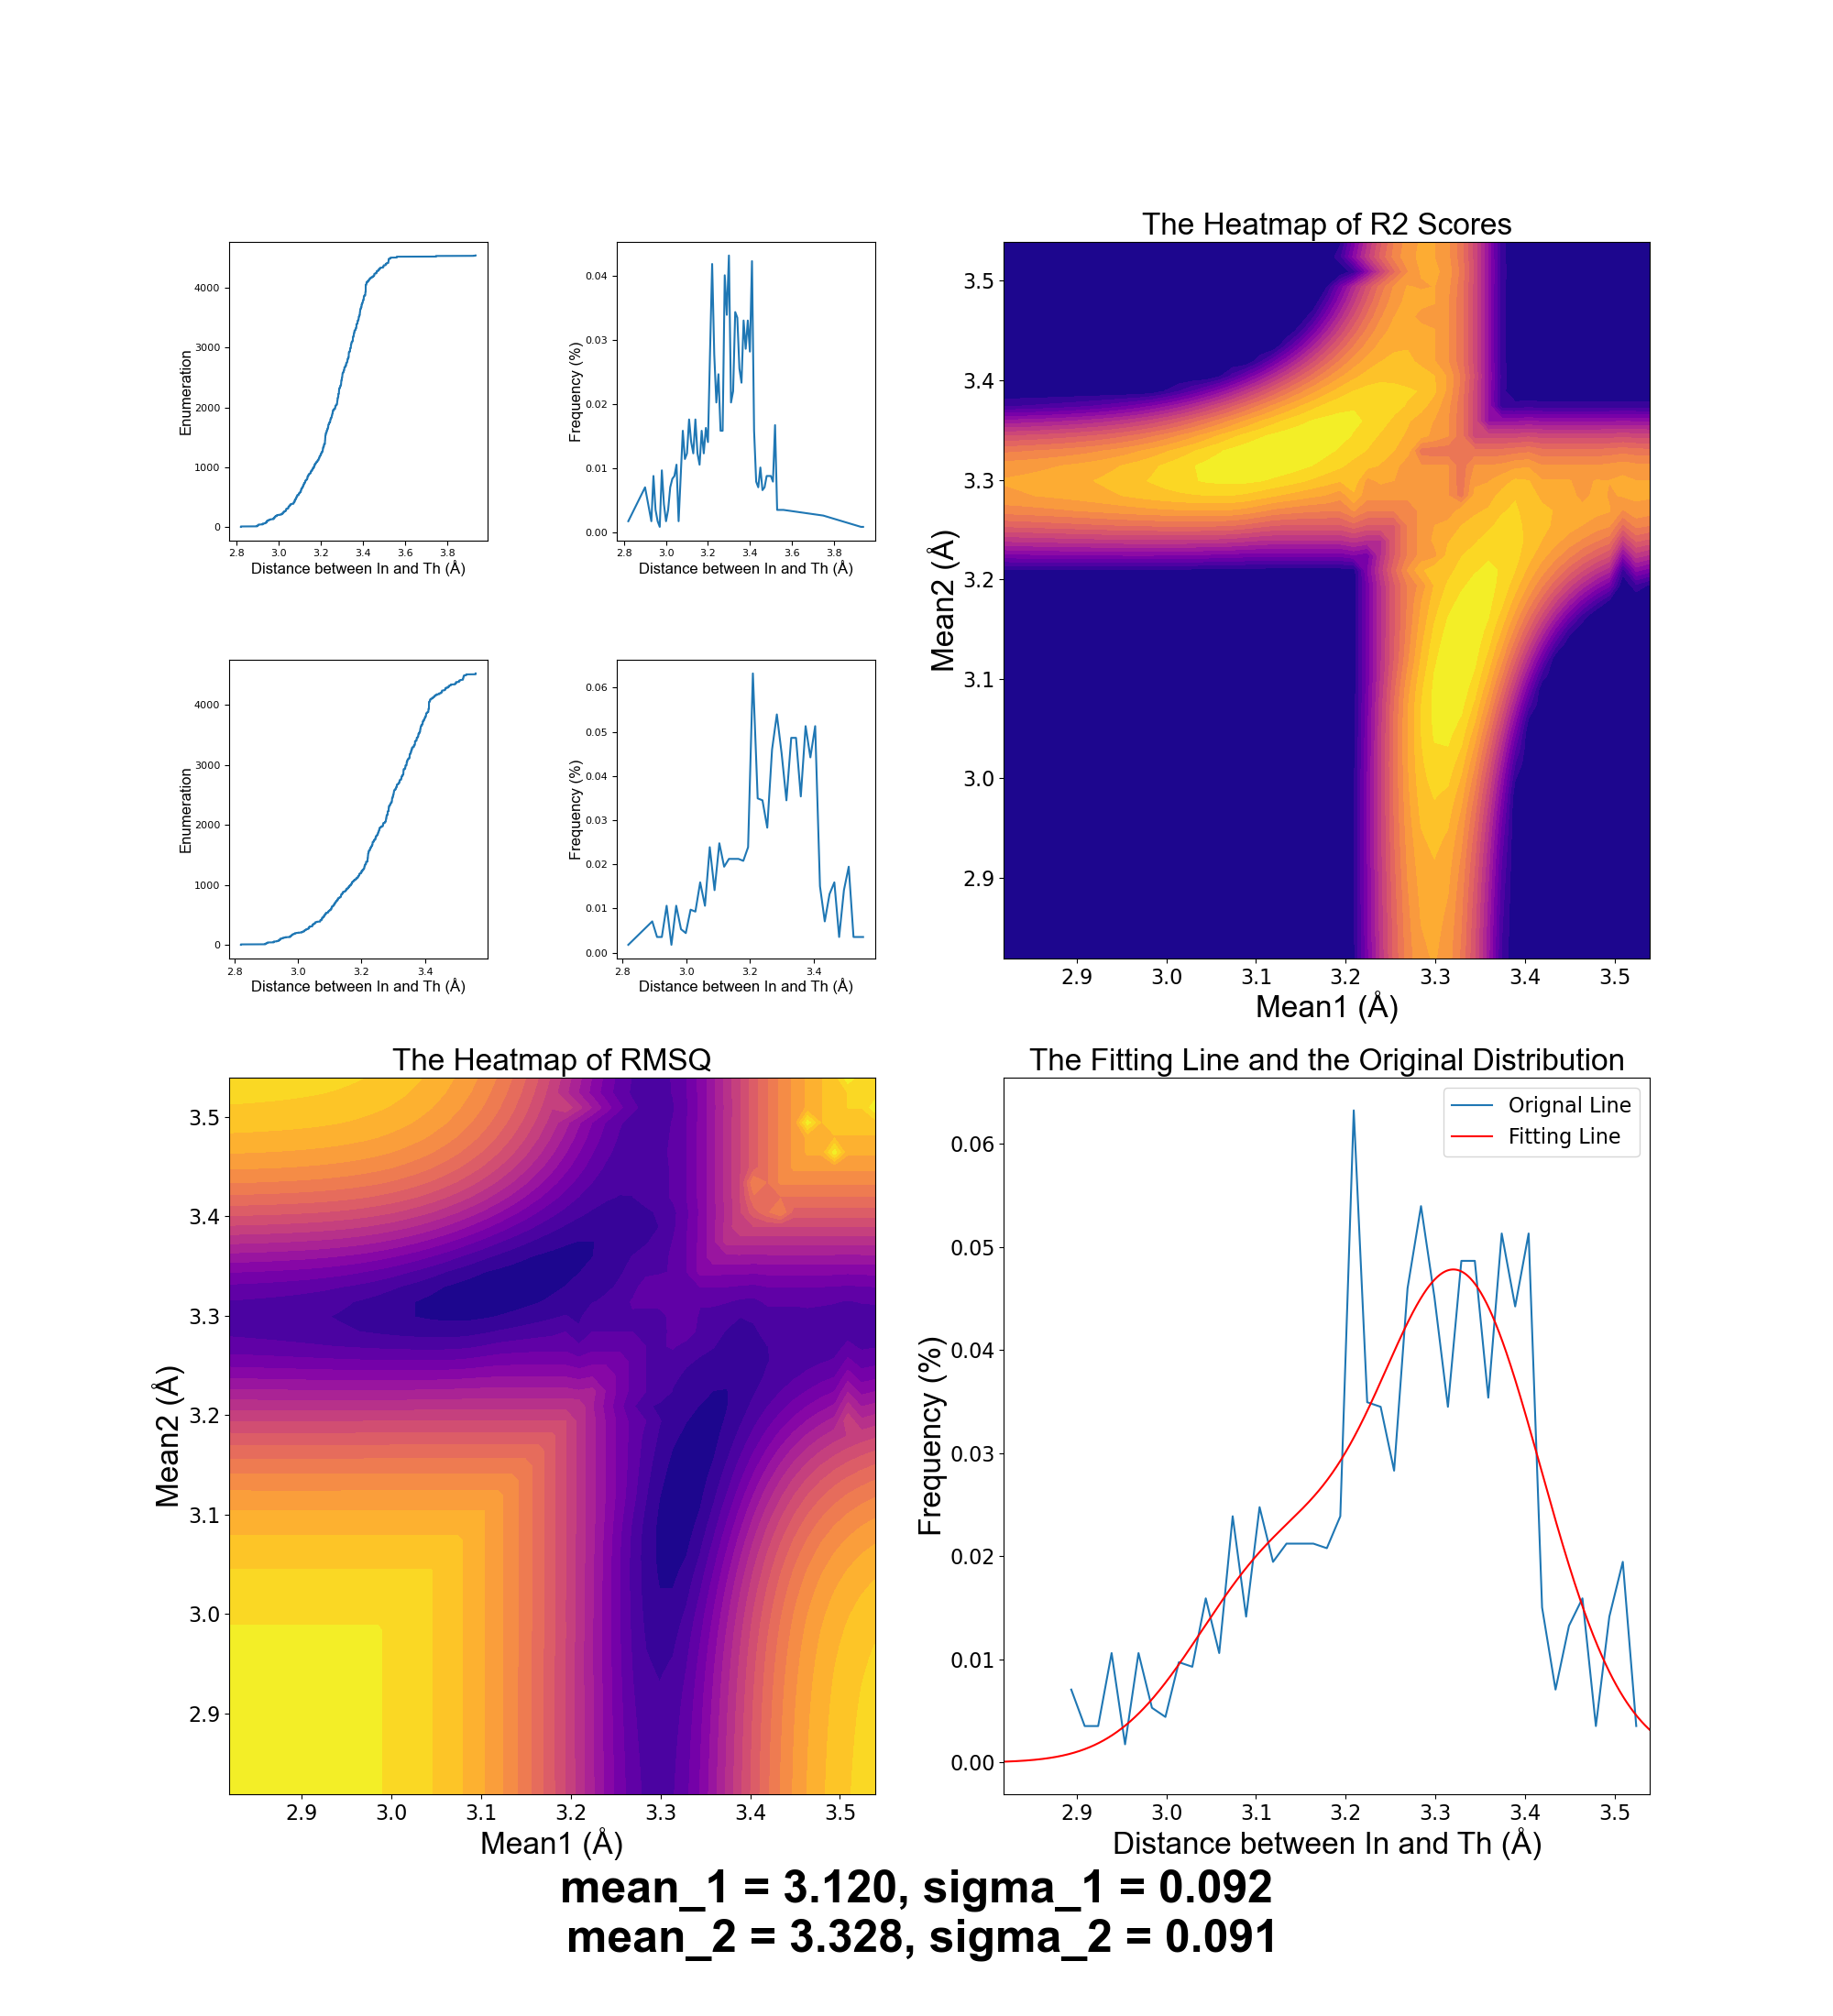 Enumeration
4000
3000
2000
1000
0
2.8 3.0 3.2 3.4 3.6 3.8
Distance between In and Th (Å)
Frequency (%)
0.04
0.03
0.02
0.01
0.00
2.8 3.0 3.2 3.4 3.6 3.8
Distance between In and Th (Å)
Enumeration
4000
3000
2000
1000
0
2.8 3.0 3.2 3.4
Distance between In and Th (Å)
Frequency (%)
0.06
0.05
0.04
0.03
0.02
0.01
0.00
2.8 3.0 3.2 3.4
Distance between In and Th (Å)
The Heatmap of R2 Scores
Mean2 (Å)
3.5
3.4
3.3
3.2
3.1
3.0
2.9
2.9 3.0 3.1 3.2 3.3 3.4 3.5
Mean1 (Å)
The Heatmap of RMSQ
Mean2 (Å)
3.5
3.4
3.3
3.2
3.1
3.0
2.9
2.9 3.0 3.1 3.2 3.3 3.4 3.5
Mean1 (Å)
The Fitting Line and the Original Distribution
Orignal Line
Fitting Line
Frequency (%)
0.06
0.05
0.04
0.03
0.02
0.01
0.00
2.9 3.0 3.1 3.2 3.3 3.4 3.5
Distance between In and Th (Å)
mean_1 = 3.120, sigma_1 = 0.092
mean_2 = 3.328, sigma_2 = 0.091